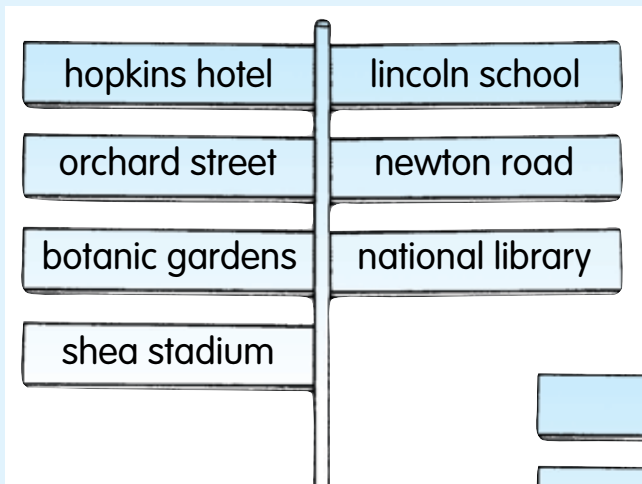 hopkins hotel
lincoln school
orchard street
newton road
botanic gardens
national library
shea stadium